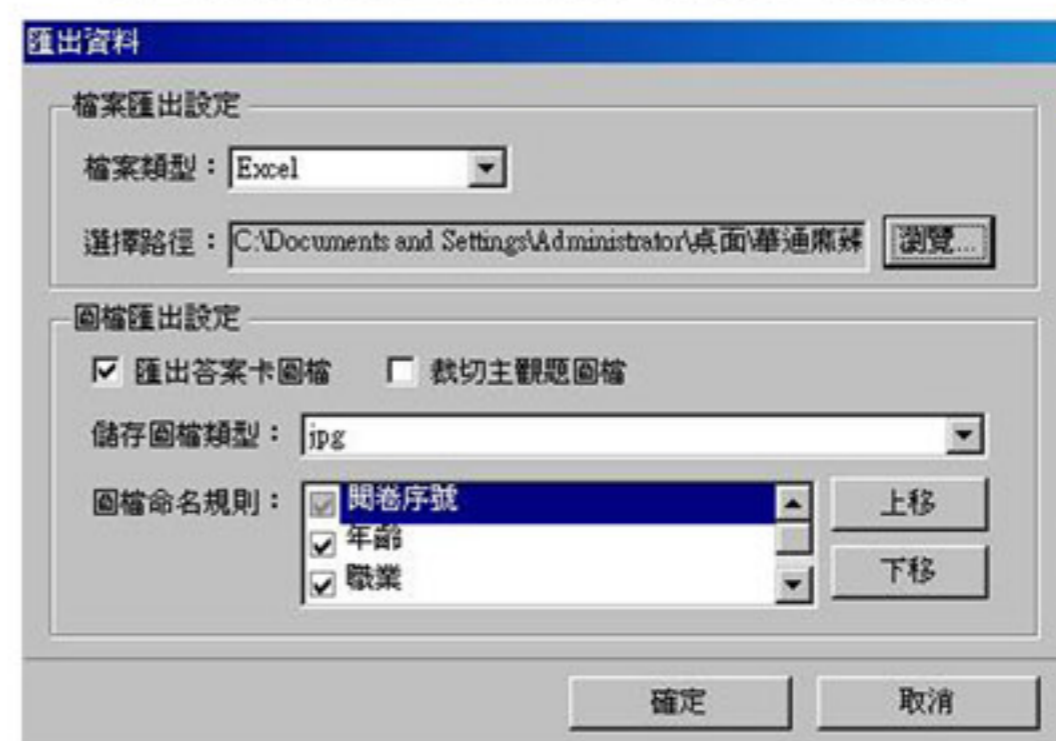 匯出資料
檔案匯出設定
檔案類型：Excel
選擇路徑：C:\Documents and Settings\Administrator\桌面\華通麻辣 瀏覽...
圖檔匯出設定
匯出答案卡圖檔 裁切主觀題圖檔
儲存圖檔類型：jpg
圖檔命名規則：閱卷序號 上移
年齡
職業 下移
確定 取消